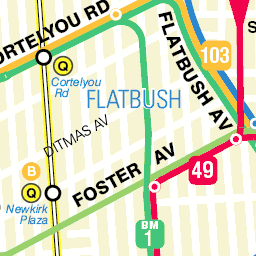 CORTELYOU RD
Q
Cortelyou
Rd
FLATBUSH
FLATBUSH AV
103
S
DITMAS AV
B
Q
Newkirk
Plaza
FOSTER AV
49
BM
1